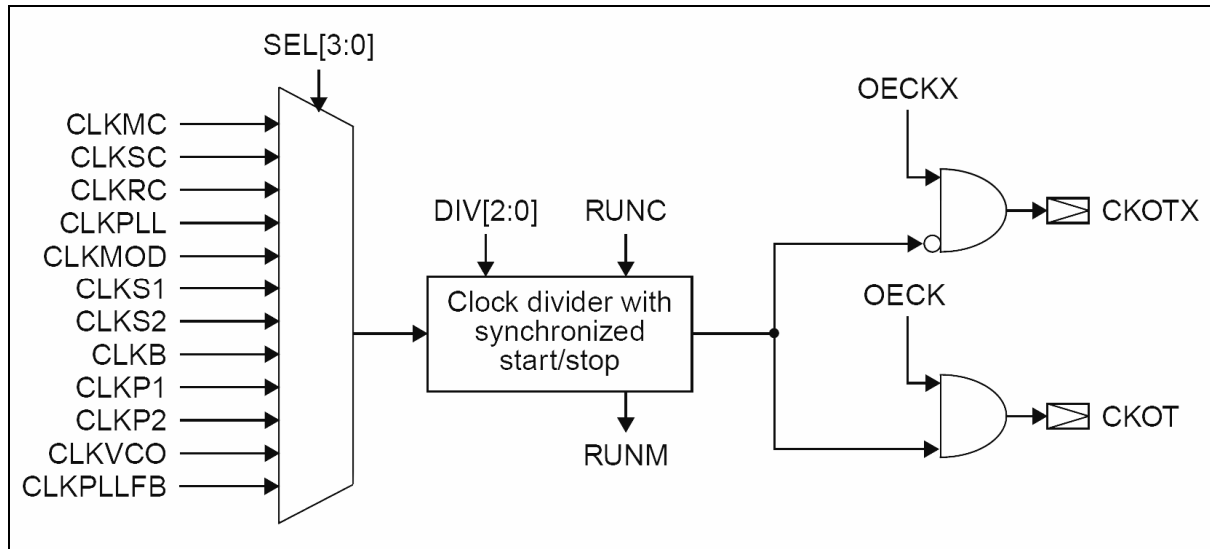 SEL[3:0]
CLKMC
CLKSC
CLKRC
CLKPLL
CLKMOD
CLKS1
CLKS2
CLKB
CLKP1
CLKP2
CLKVCO
CLKPLLFB
DIV[2:0]
RUNC
Clock divider with
synchronized
start/stop
RUNM
OECKX
CKOTX
OECK
CKOT